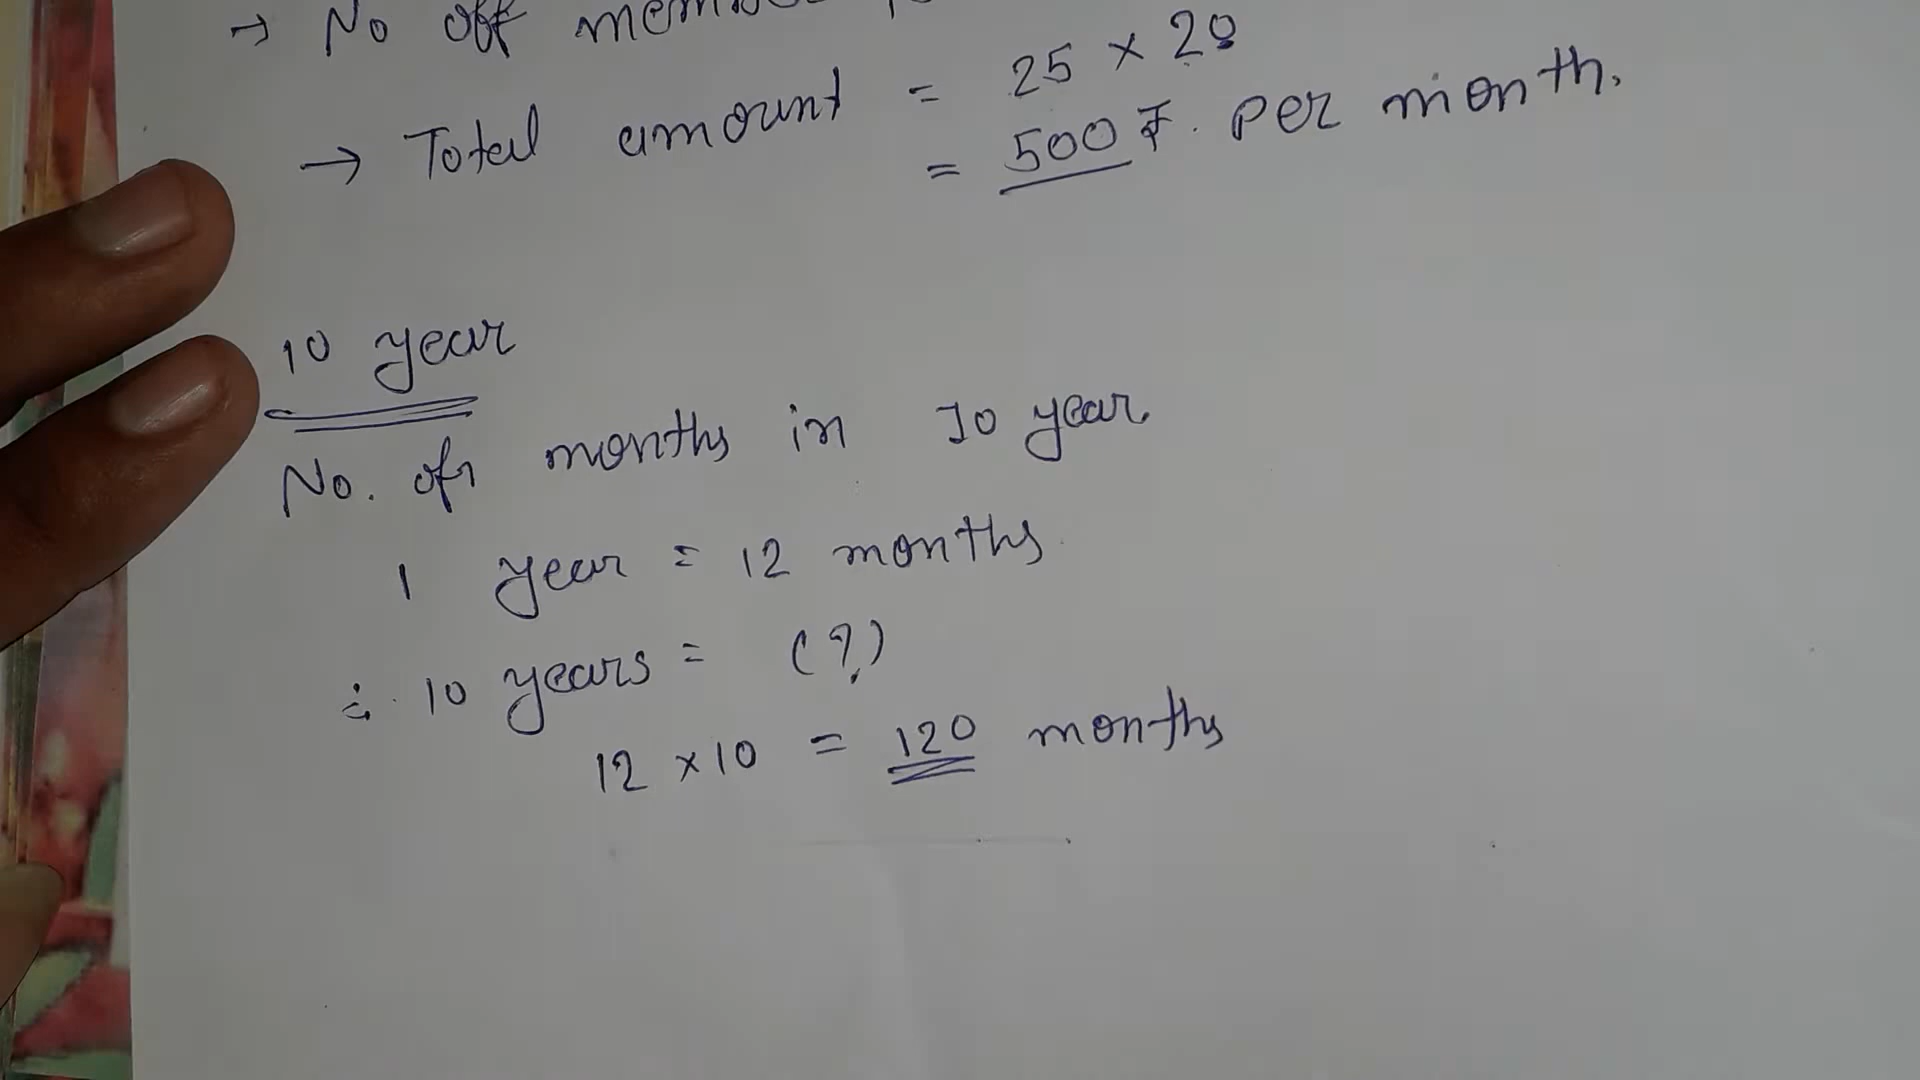 → No off
→ Total amount = 25 × 20
= 500 ₹. per month.
10 year
No. of months in 10 year
1 year = 12 months
∴ 10 years = (?)
12 × 10 = 120 months